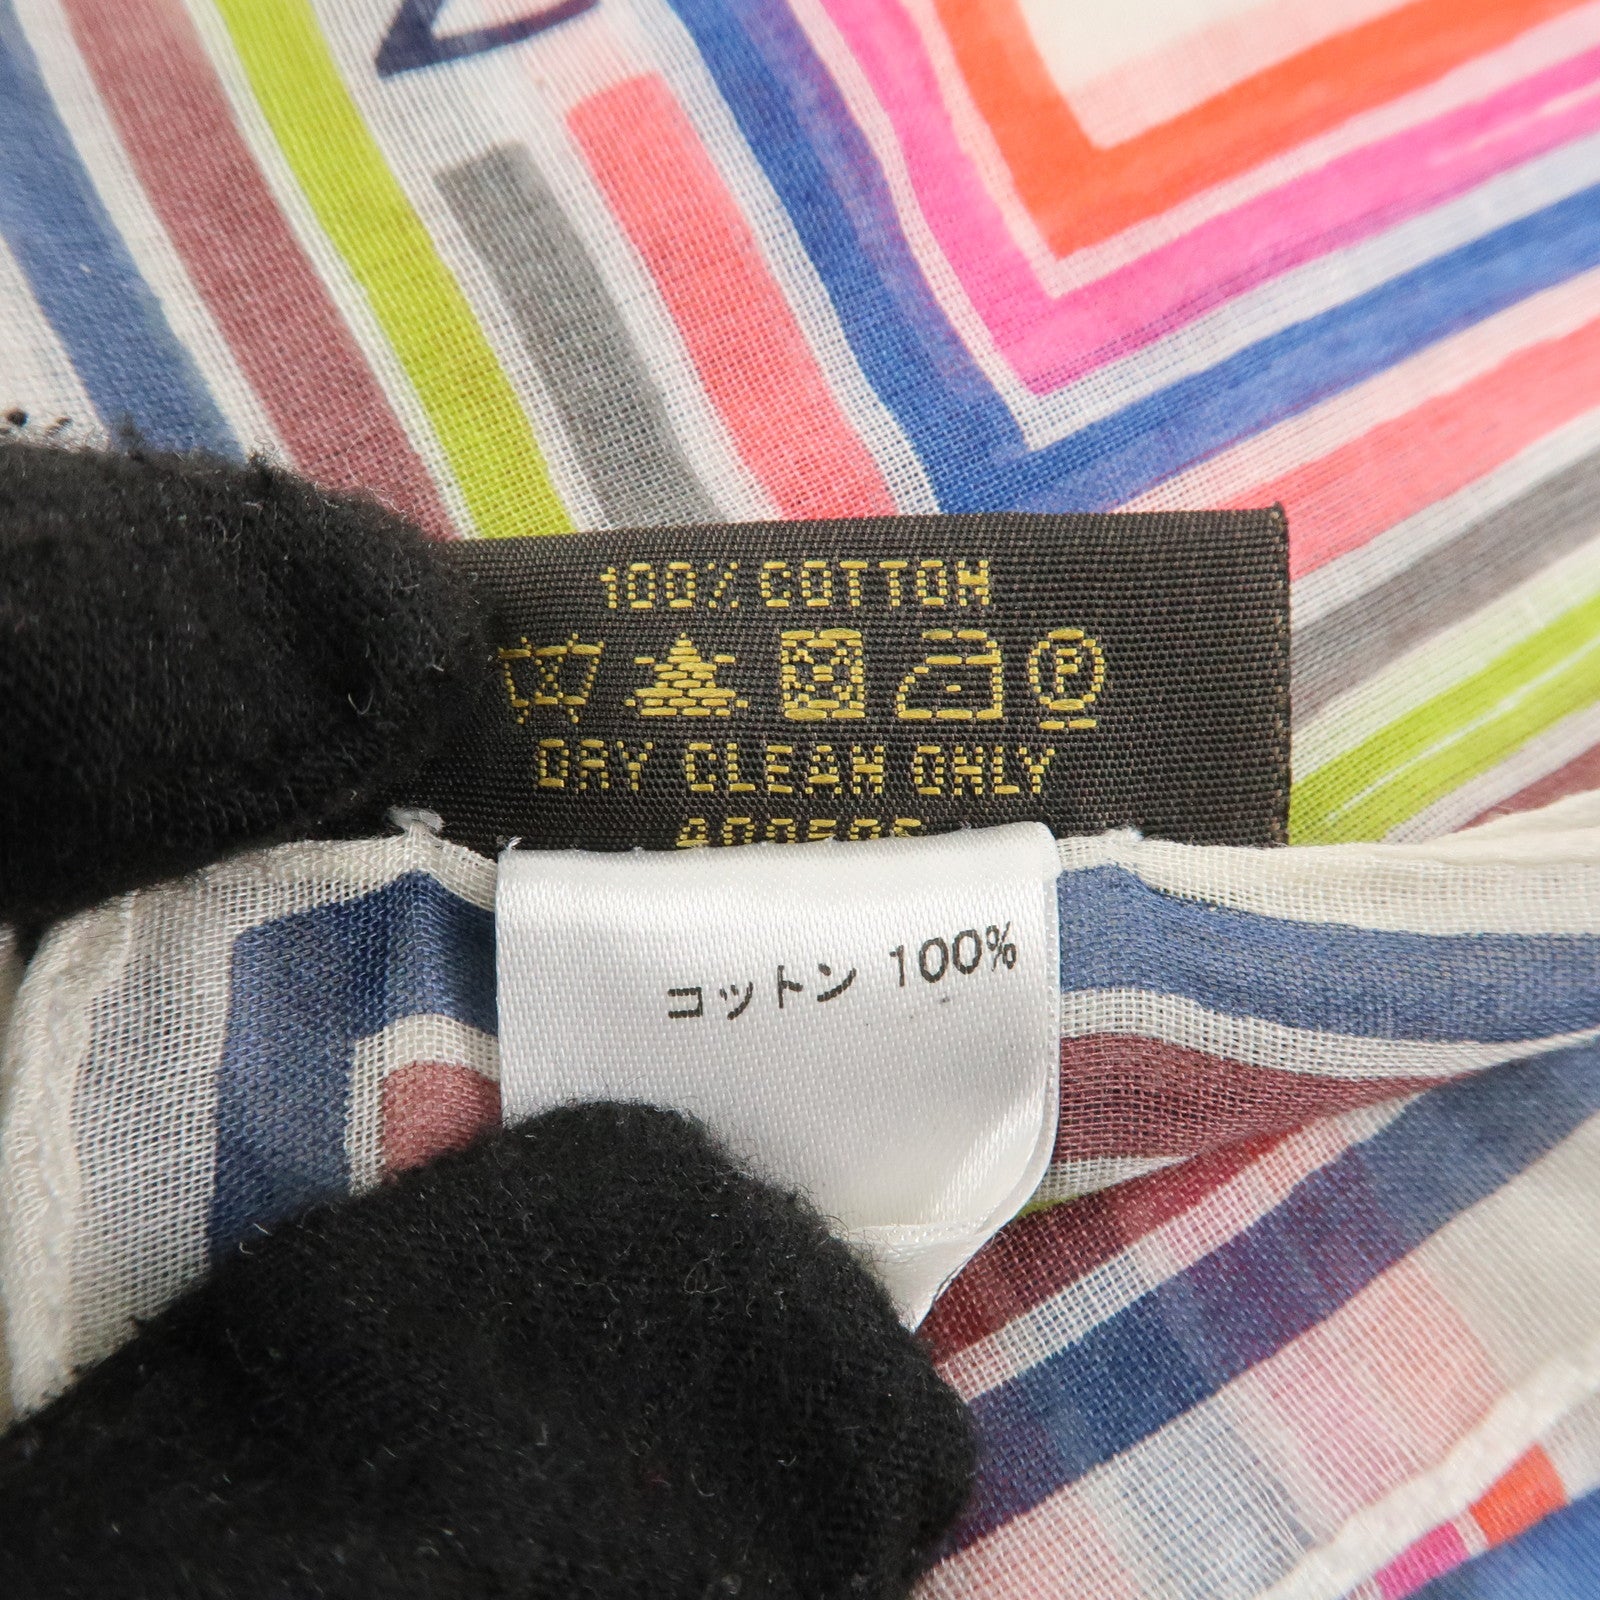 100% COTTON
P
DRY CLEAN ONLY
コットン 100%